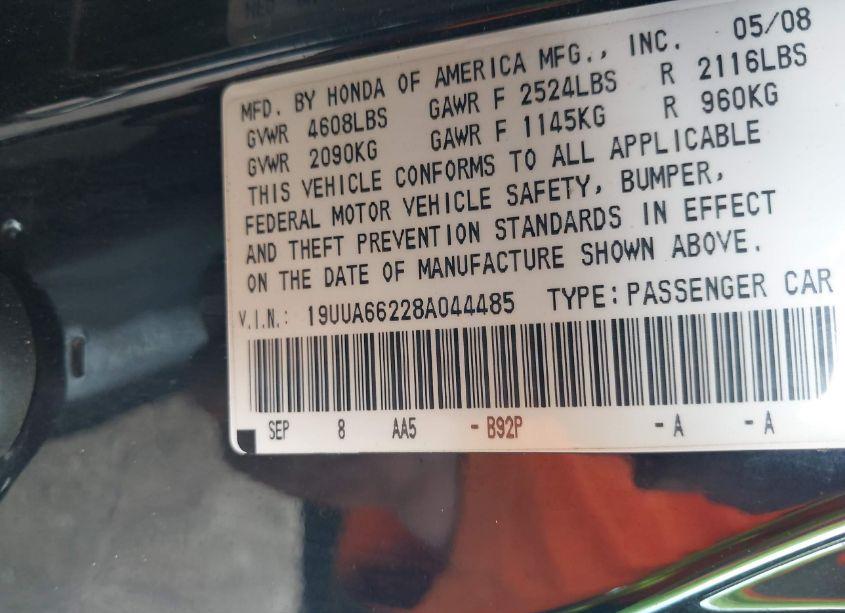 MFD. BY HONDA OF AMERICA MFG., INC. 05/08
GVWR 4608LBS GAWR F 2524LBS R 2116LBS
GVWR 2090KG GAWR F 1145KG R 960KG
THIS VEHICLE CONFORMS TO ALL APPLICABLE
FEDERAL MOTOR VEHICLE SAFETY, BUMPER,
AND THEFT PREVENTION STANDARDS IN EFFECT
ON THE DATE OF MANUFACTURE SHOWN ABOVE.
V.I.N.: 19UUA66228A044485 TYPE: PASSENGER CAR
SEP 8 AA5 - B92P - A - A